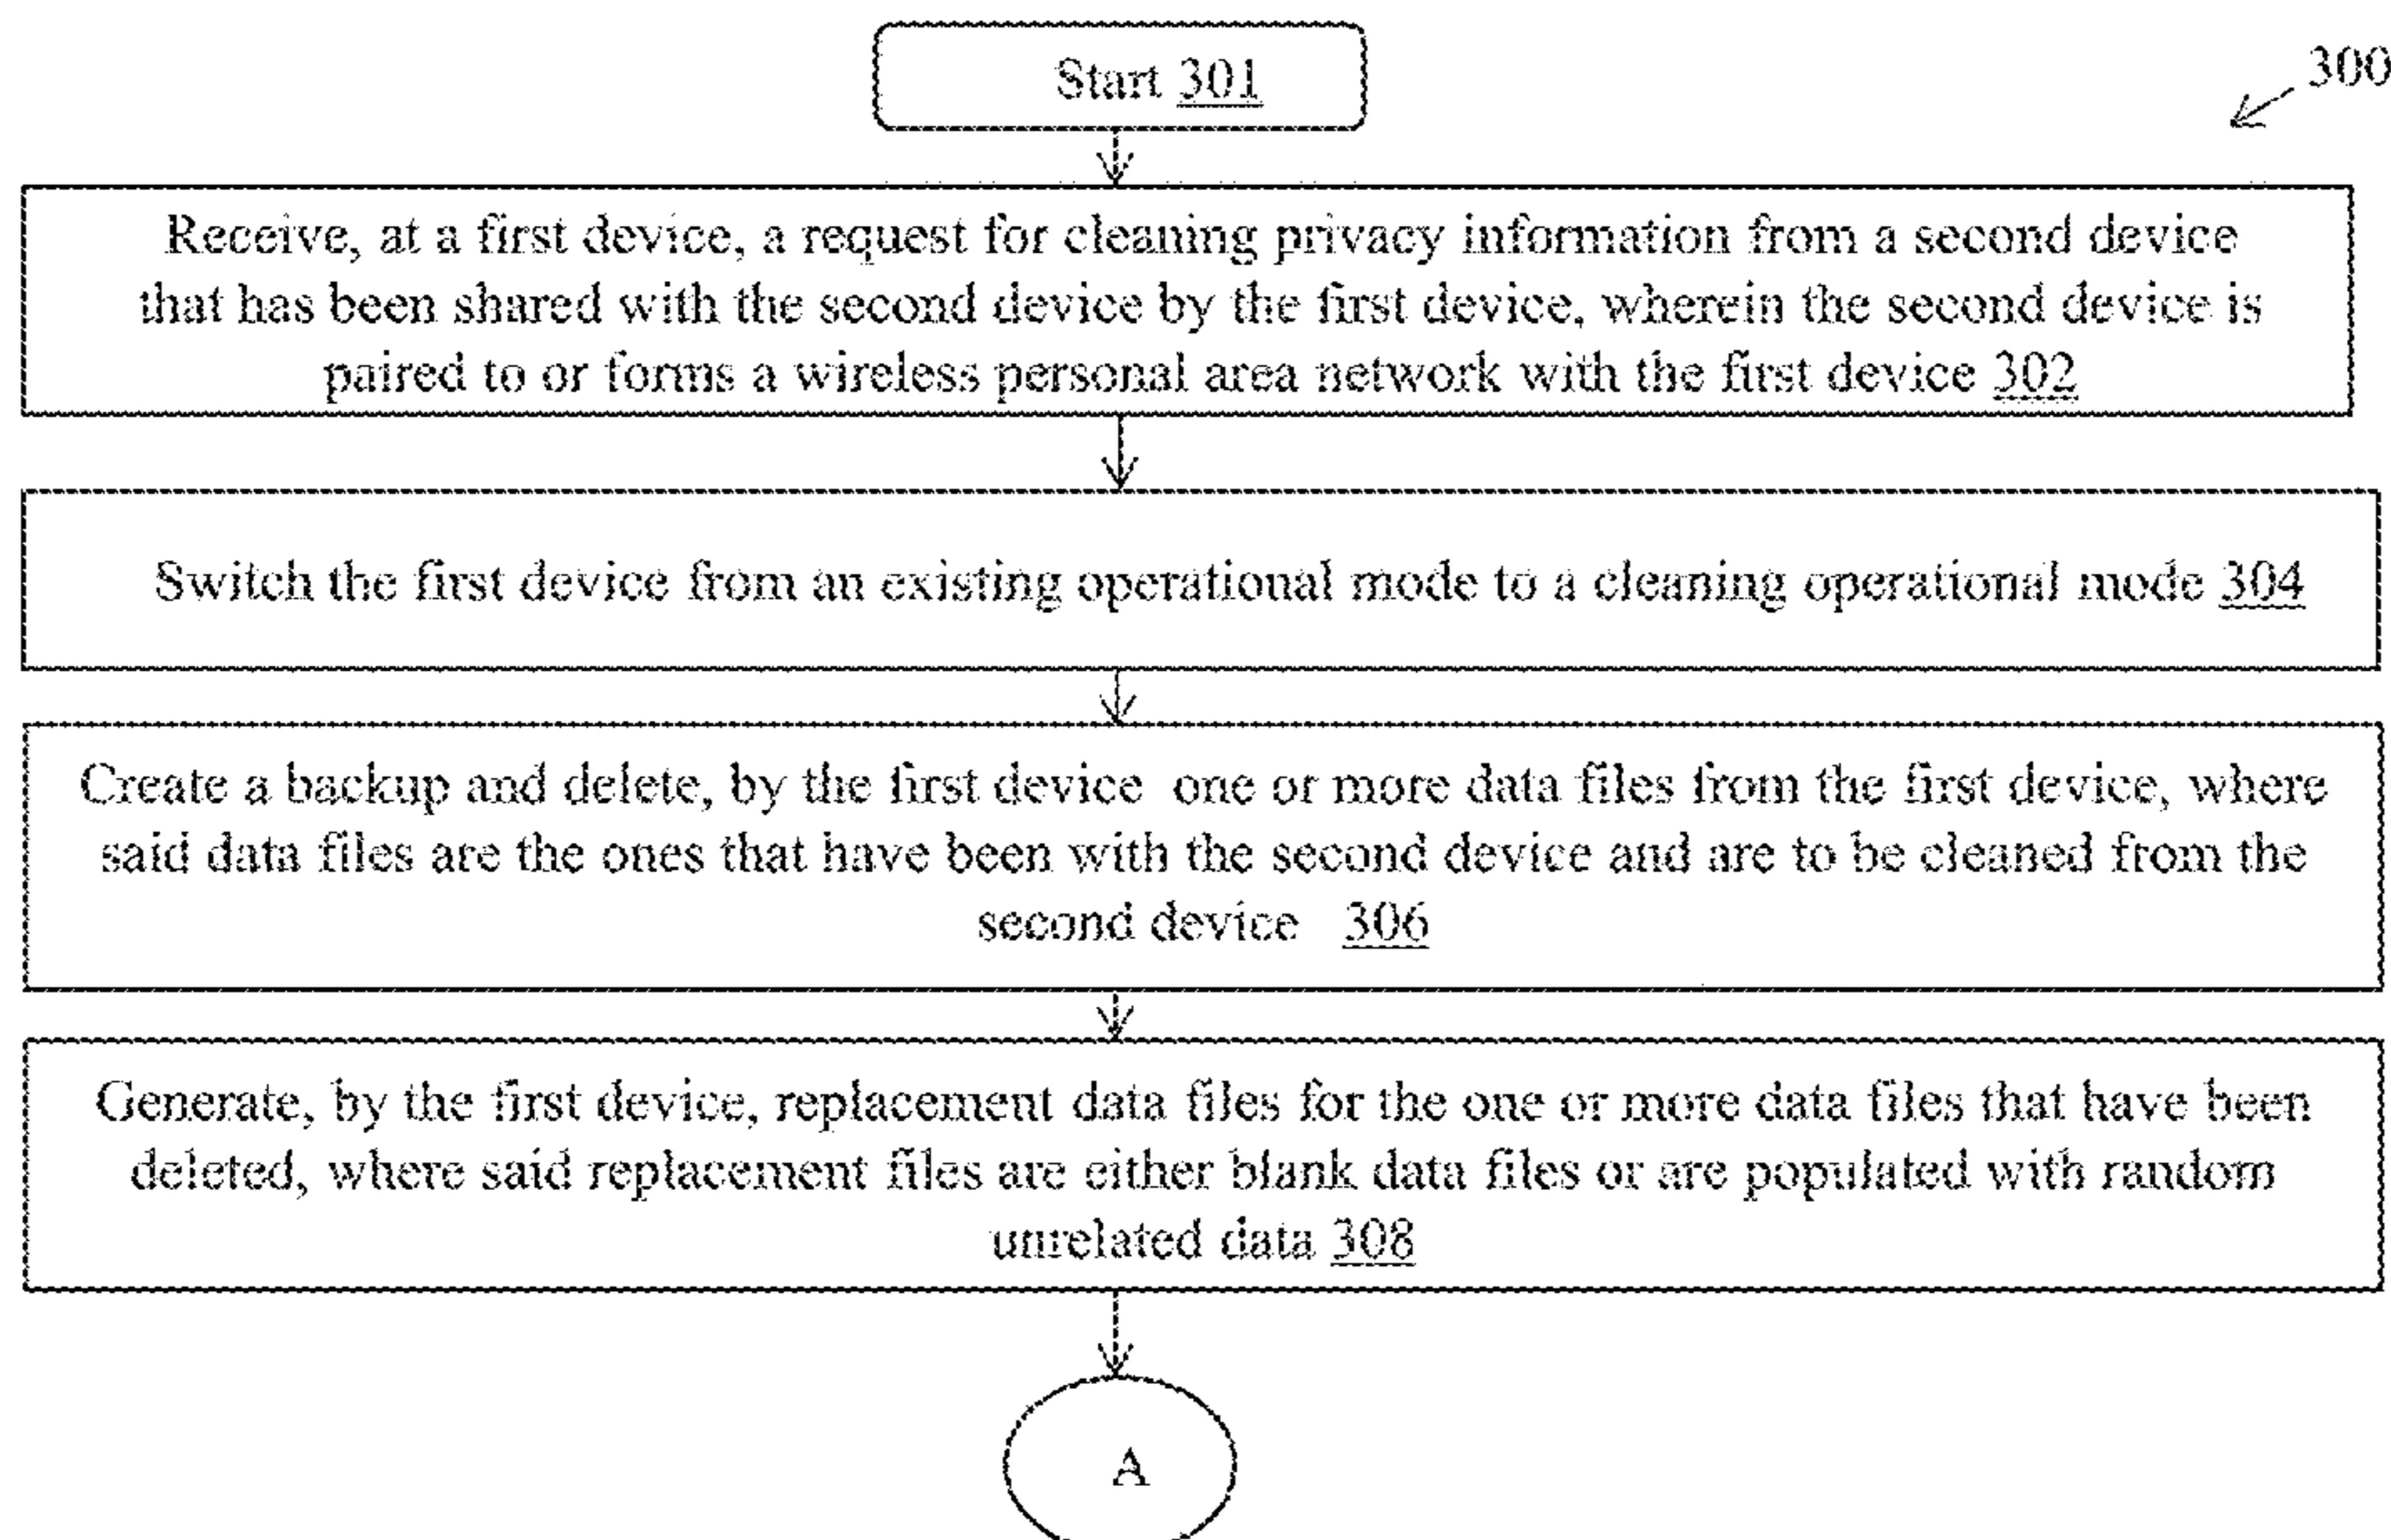 Start 301
300
Receive, at a first device, a request for cleaning privacy information from a second device
that has been shared with the second device by the first device, wherein the second device is
paired to or forms a wireless personal area network with the first device 302
Switch the first device from an existing operational mode to a cleaning operational mode 304
Create a backup and delete, by the first device one or more data files from the first device, where
said data files are the ones that have been with the second device and are to be cleaned from the
second device 306
Generate, by the first device, replacement data files for the one or more data files that have been
deleted, where said replacement files are either blank data files or are populated with random
unrelated data 308
A